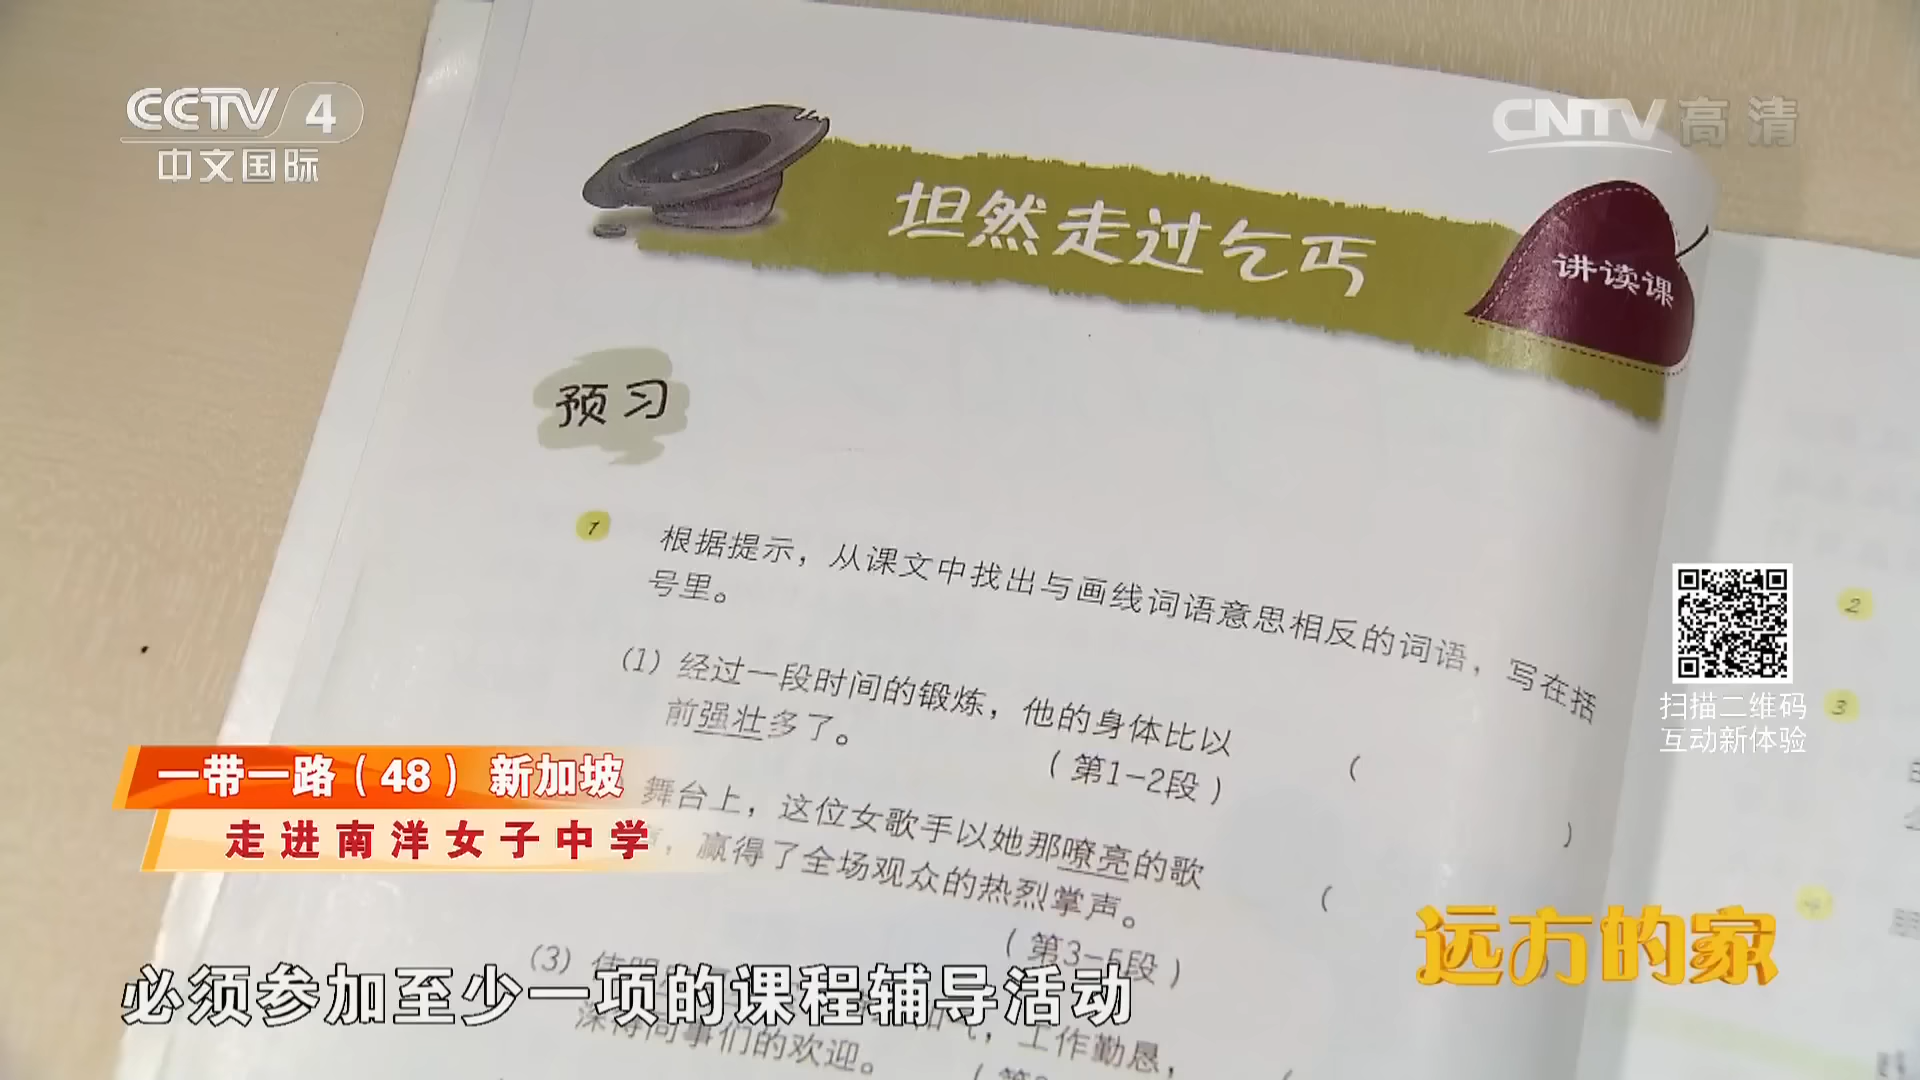 CCTV 4
中文国际
CNTV 高清
坦然走过乞丐
讲读课
预习
1 根据提示，从课文中找出与画线词语意思相反的词语，写在括
号里。
(1) 经过一段时间的锻炼，他的身体比以
前强壮多了。
(第1-2段)
(
)
舞台上，这位女歌手以她那嘹亮的歌
，赢得了全场观众的热烈掌声。
(第3-5段)
(
(3)
，工作勤恳，
深得同事们的欢迎。
(第
2
3
4
扫描二维码
互动新体验
一带一路（48） 新加坡
走进南洋女子中学
远方的家
必须参加至少一项的课程辅导活动